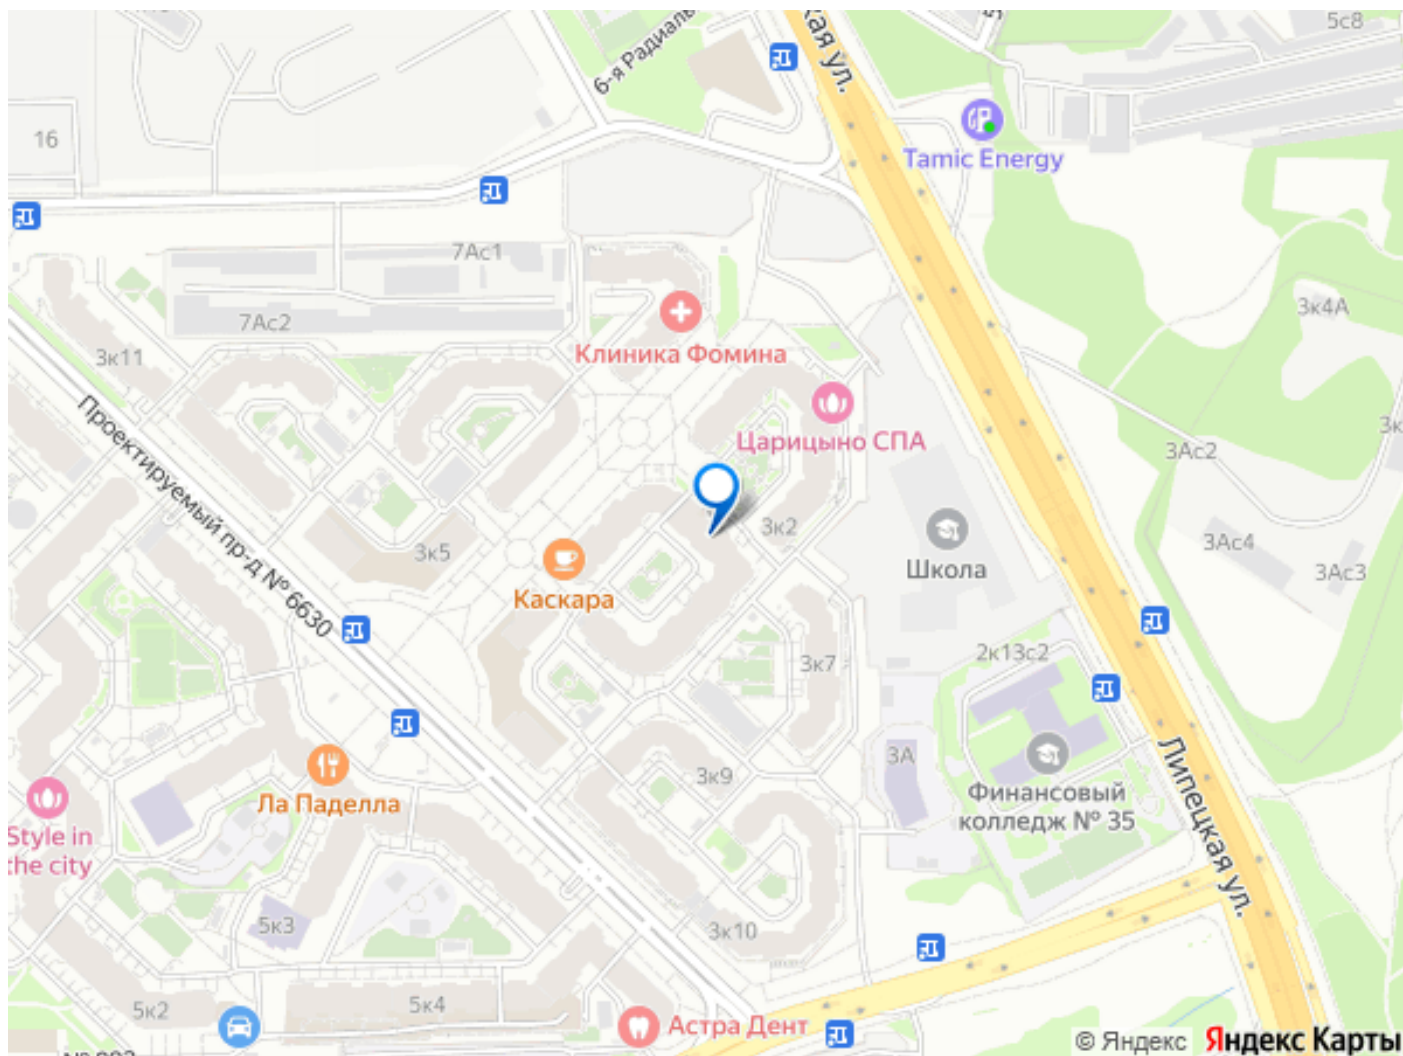 5с8
кая ул.
6-я Радиаль
16
Tamic Energy
7Ас1
7Ас2
3к4А
3к11
Клиника Фомина
Царицыно СПА
3Ас2
Проектируемый пр-д № 6630
3к5
3к2
Школа
3Ас4
3Ас3
Каскара
2к13с2
3к7
3А
3к9
Финансовый
колледж № 35
Липецкая ул.
Ла Паделла
Style in
the city
5к3
3к10
5к2
5к4
Астра Дент
© Яндекс
Яндекс Карты